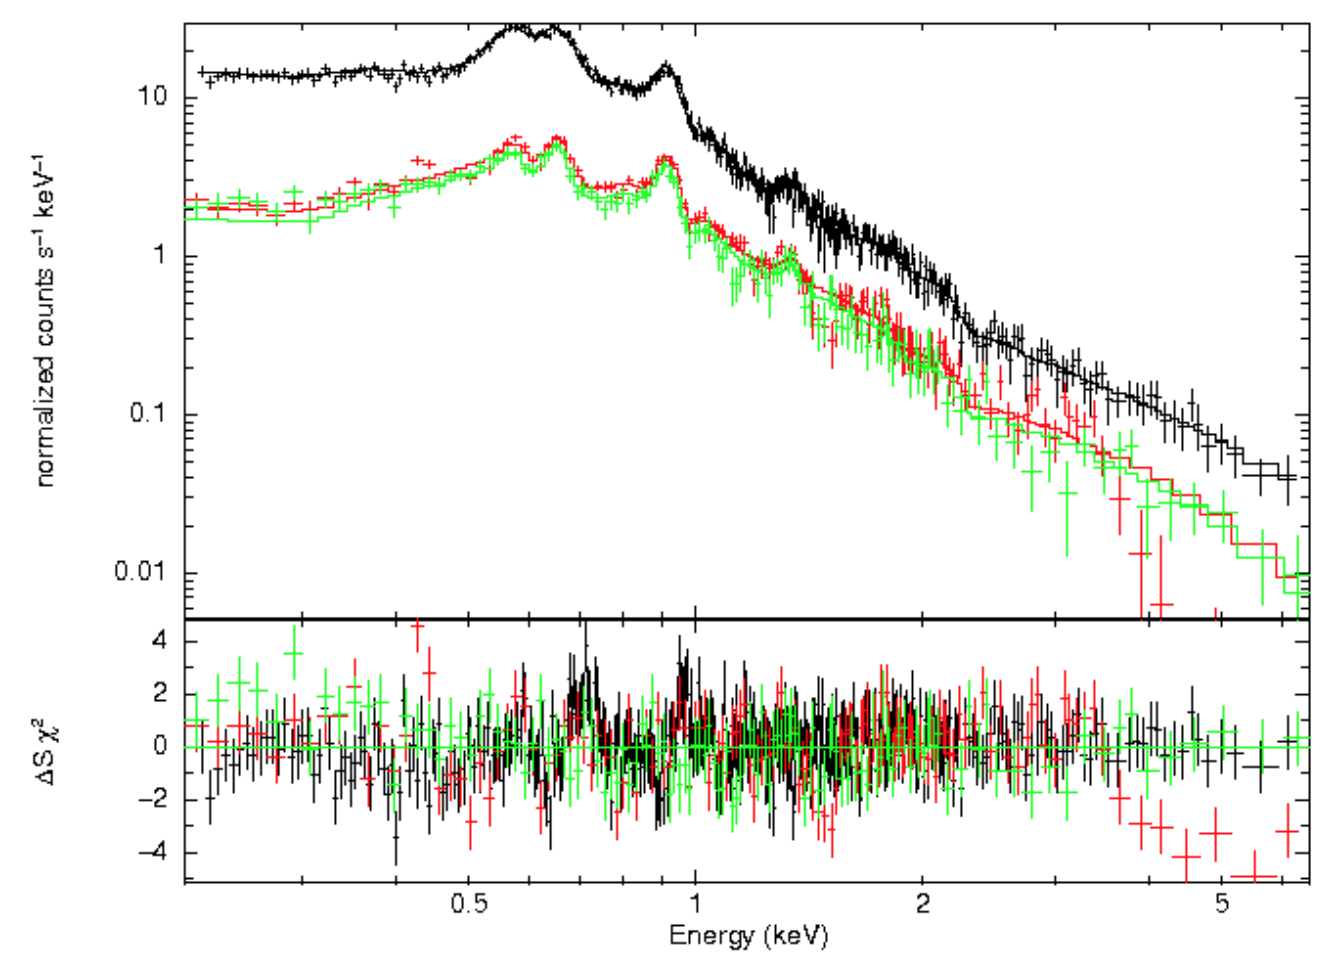 10
1
0.1
0.01
normalized counts s⁻¹ keV⁻¹
4
2
0
−2
−4
ΔS χ²
0.5 1 2 5
Energy (keV)